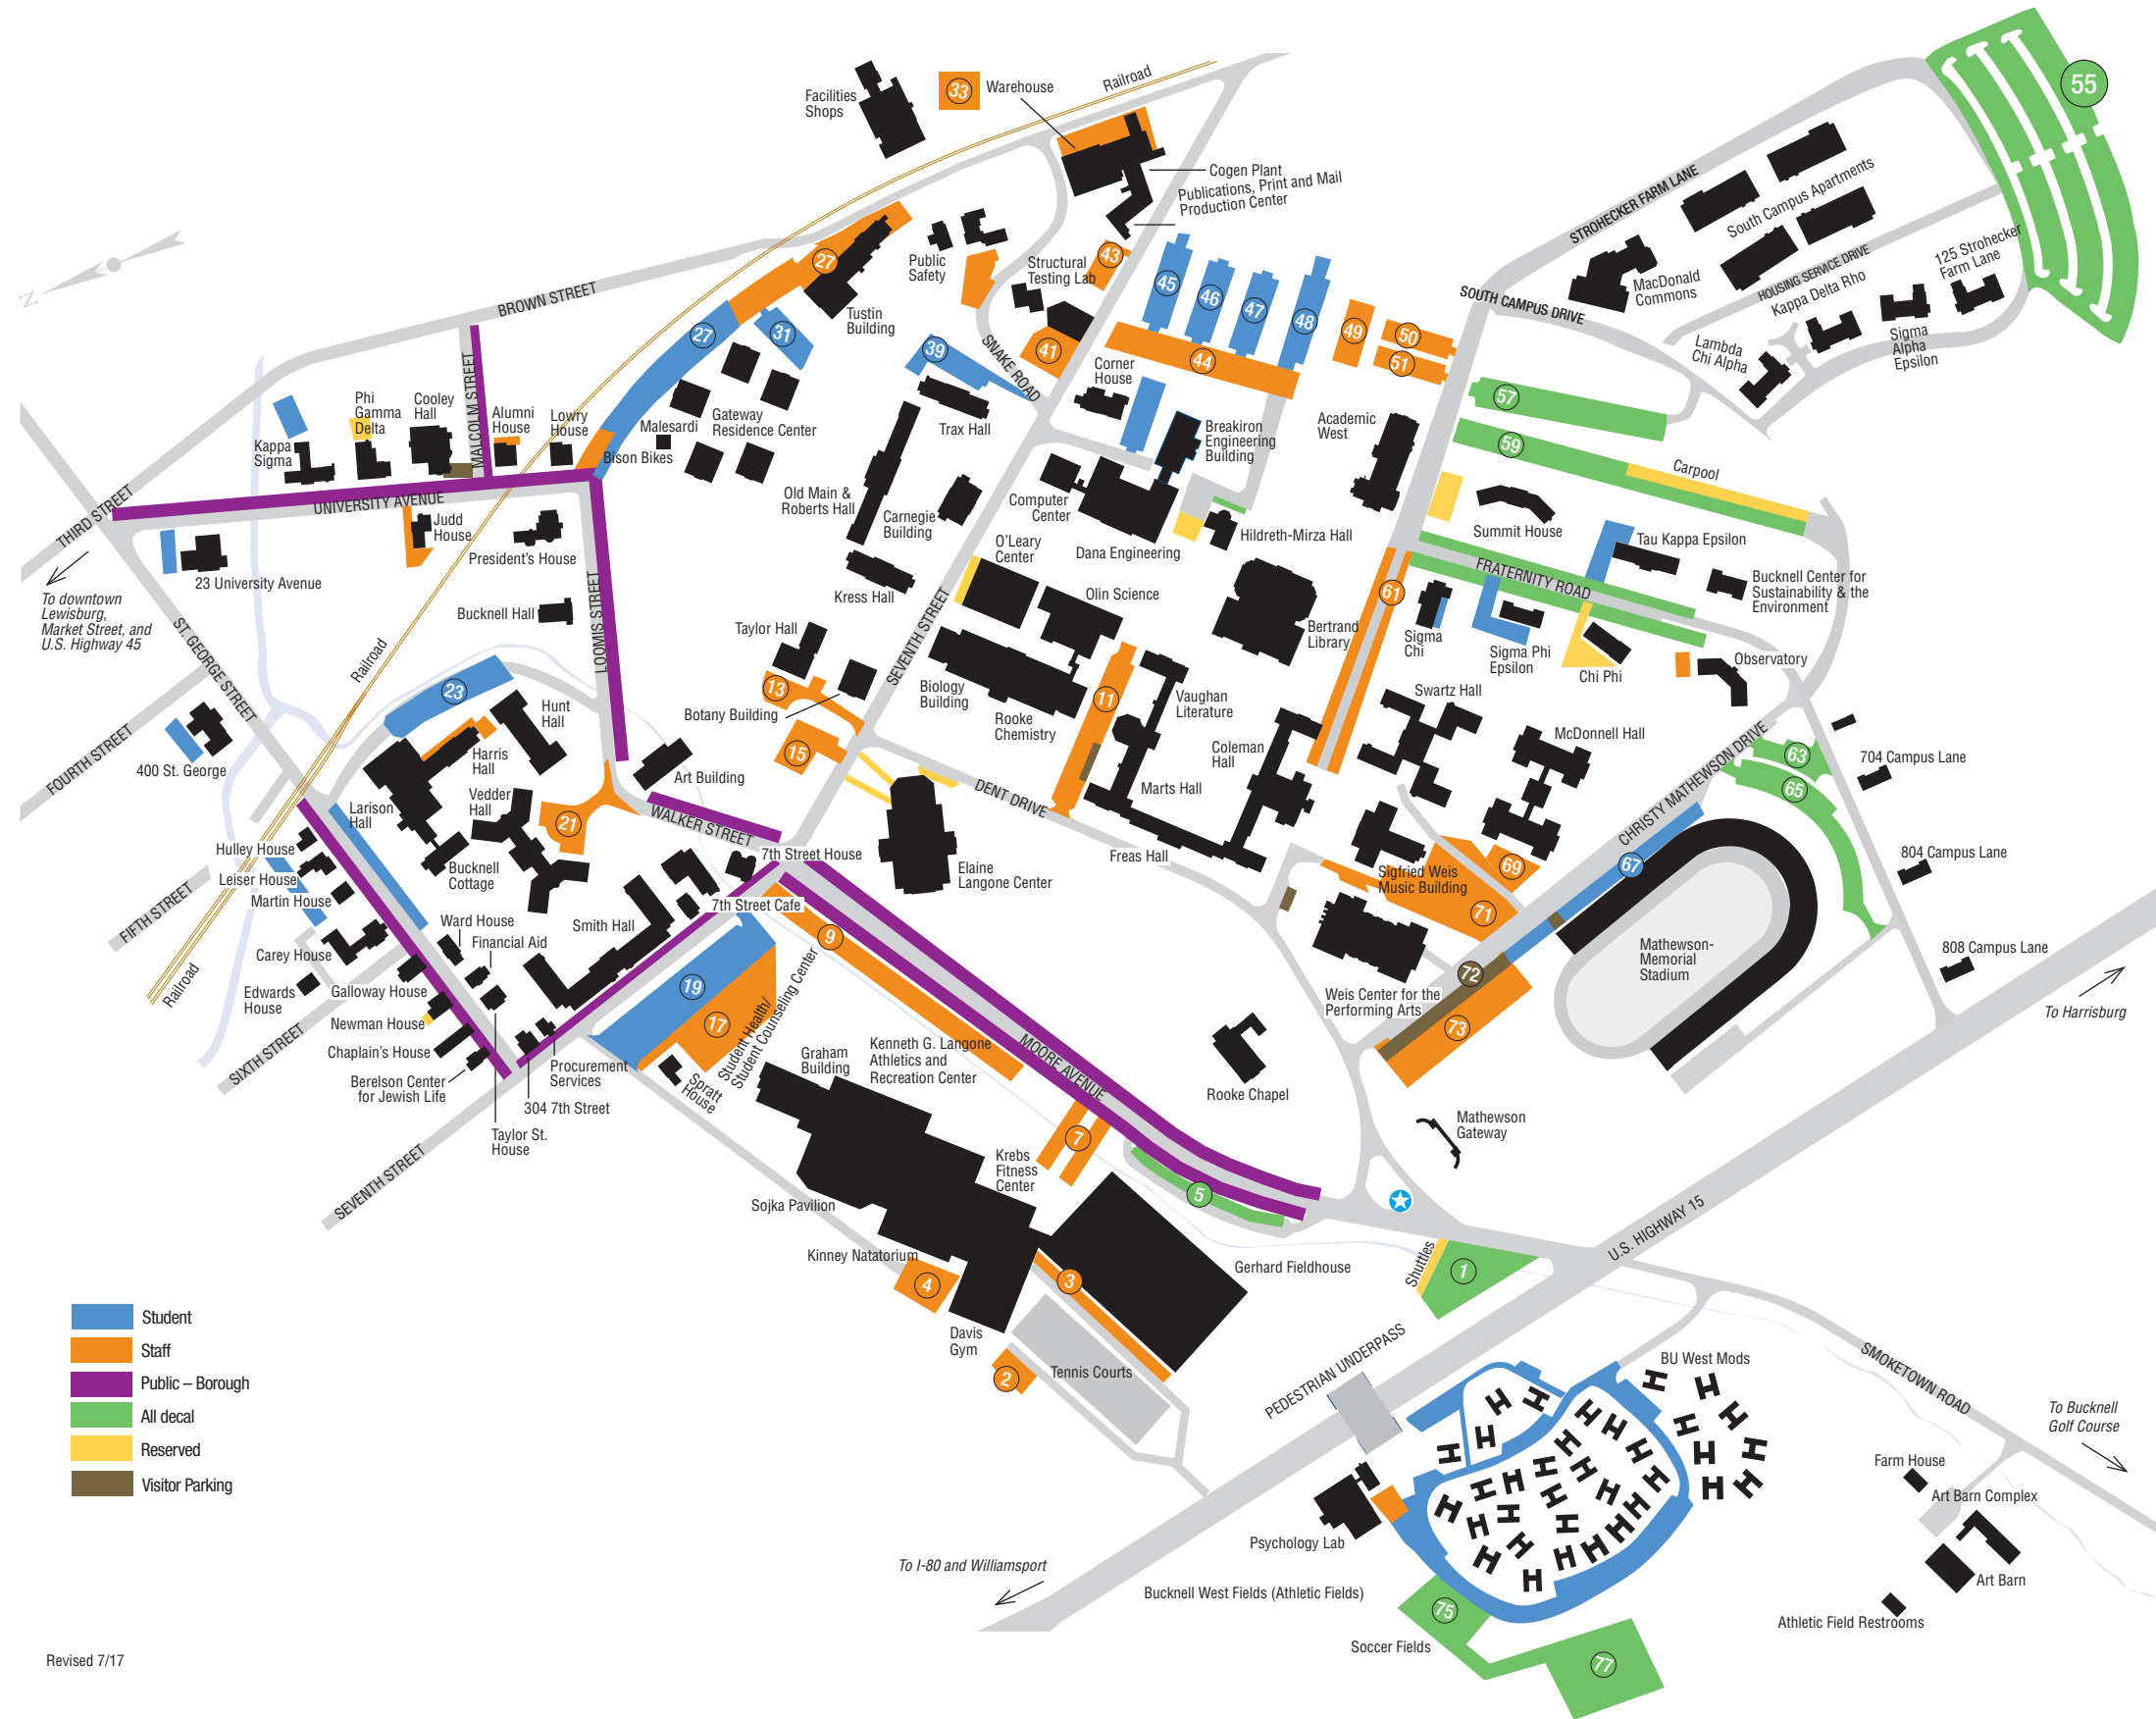 55
Facilities
Shops
33
Warehouse
Railroad
Cogen Plant
Publications, Print and Mail
Production Center
STROHECKER FARM LANE
South Campus Apartments
HOUSING SERVICE DRIVE
MacDonald
Commons
Kappa Delta Rho
125 Strohecker
Farm Lane
Sigma
Alpha
Epsilon
Lambda
Chi Alpha
SOUTH CAMPUS DRIVE
N
BROWN STREET
27
27
31
Tustin
Building
Public
Safety
Structural
Testing Lab
43
45
46
47
48
49
50
51
44
41
39
SNAKE ROAD
Trax Hall
Corner
House
Breakiron
Engineering
Building
Academic
West
57
59
Carpool
Phi
Gamma
Delta
Cooley
Hall
MALCOLM STREET
Alumni
House
Lowry
House
Kappa
Sigma
Malesardi
Bison Bikes
Gateway
Residence Center
Old Main &
Roberts Hall
Carnegie
Building
Computer
Center
Dana Engineering
Hildreth-Mirza Hall
Summit House
Tau Kappa Epsilon
FRATERNITY ROAD
Bucknell Center for
Sustainability & the
Environment
THIRD STREET
UNIVERSITY AVENUE
Judd
House
President's House
23 University Avenue
To downtown
Lewisburg,
Market Street, and
U.S. Highway 45
Bucknell Hall
LOOMIS STREET
Kress Hall
O'Leary
Center
Olin Science
Bertrand
Library
61
Sigma
Chi
Sigma Phi
Epsilon
Chi Phi
Observatory
ST. GEORGE STREET
Railroad
Taylor Hall
13
Botany Building
15
SEVENTH STREET
Biology
Building
Rooke
Chemistry
11
Vaughan
Literature
Coleman
Hall
Swartz Hall
McDonnell Hall
63
65
704 Campus Lane
804 Campus Lane
808 Campus Lane
To Harrisburg
CHRISTY MATHEWSON DRIVE
67
FOURTH STREET
400 St. George
23
Hunt
Hall
Harris
Hall
Larison
Hall
Vedder
Hall
21
Art Building
WALKER STREET
DENT DRIVE
Marts Hall
Freas Hall
Sigfried Weis
Music Building
69
71
72
73
Mathewson-
Memorial
Stadium
Hulley House
Leiser House
Martin House
Bucknell
Cottage
7th Street House
7th Street Cafe
Elaine
Langone Center
FIFTH STREET
Railroad
Carey House
Edwards
House
Ward House
Financial Aid
Smith Hall
9
19
17
Student Health/
Student Counseling Center
Weis Center for the
Performing Arts
Galloway House
Newman House
Chaplain's House
Berelson Center
for Jewish Life
SIXTH STREET
Procurement
Services
304 7th Street
Taylor St.
House
SEVENTH STREET
Spratt
House
Graham
Building
Kenneth G. Langone
Athletics and
Recreation Center
MOORE AVENUE
Rooke Chapel
Mathewson
Gateway
7
Krebs
Fitness
Center
5
Sojka Pavilion
Kinney Natatorium
4
3
Gerhard Fieldhouse
Shuttles
1
U.S. HIGHWAY 15
Davis
Gym
2
Tennis Courts
PEDESTRIAN UNDERPASS
BU West Mods
SMOKETOWN ROAD
To Bucknell
Golf Course
Farm House
Art Barn Complex
Art Barn
Athletic Field Restrooms
Psychology Lab
To I-80 and Williamsport
Bucknell West Fields (Athletic Fields)
75
Soccer Fields
77
Student
Staff
Public – Borough
All decal
Reserved
Visitor Parking
Revised 7/17